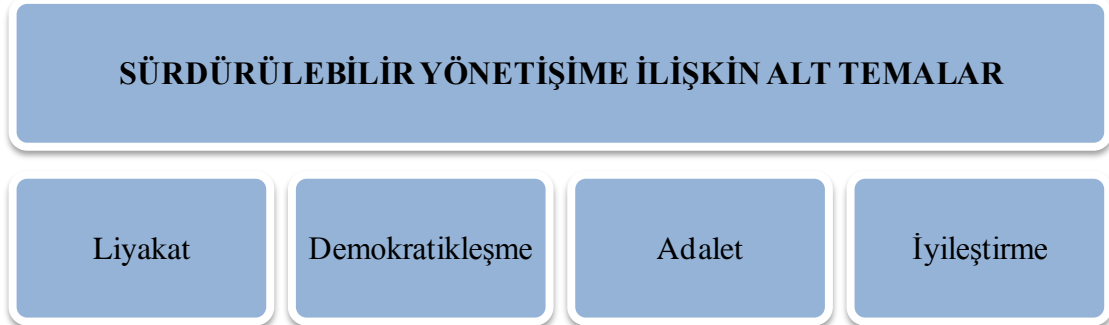 SÜRDÜRÜLEBİLİR YÖNETİŞİME İLİŞKİN ALT TEMALAR
Liyakat
Demokratikleşme
Adalet
İyileştirme